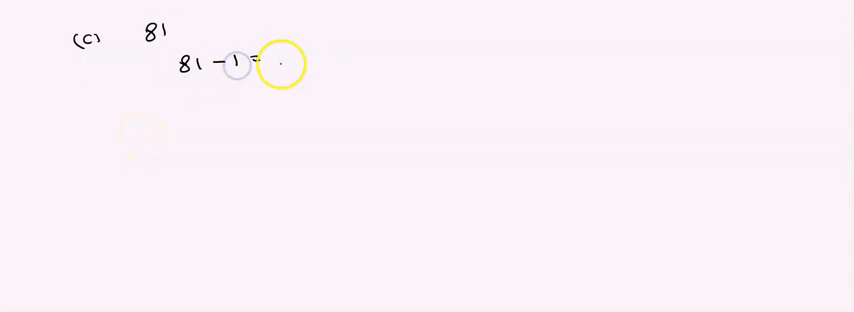 (c) 81
81 - 1 =